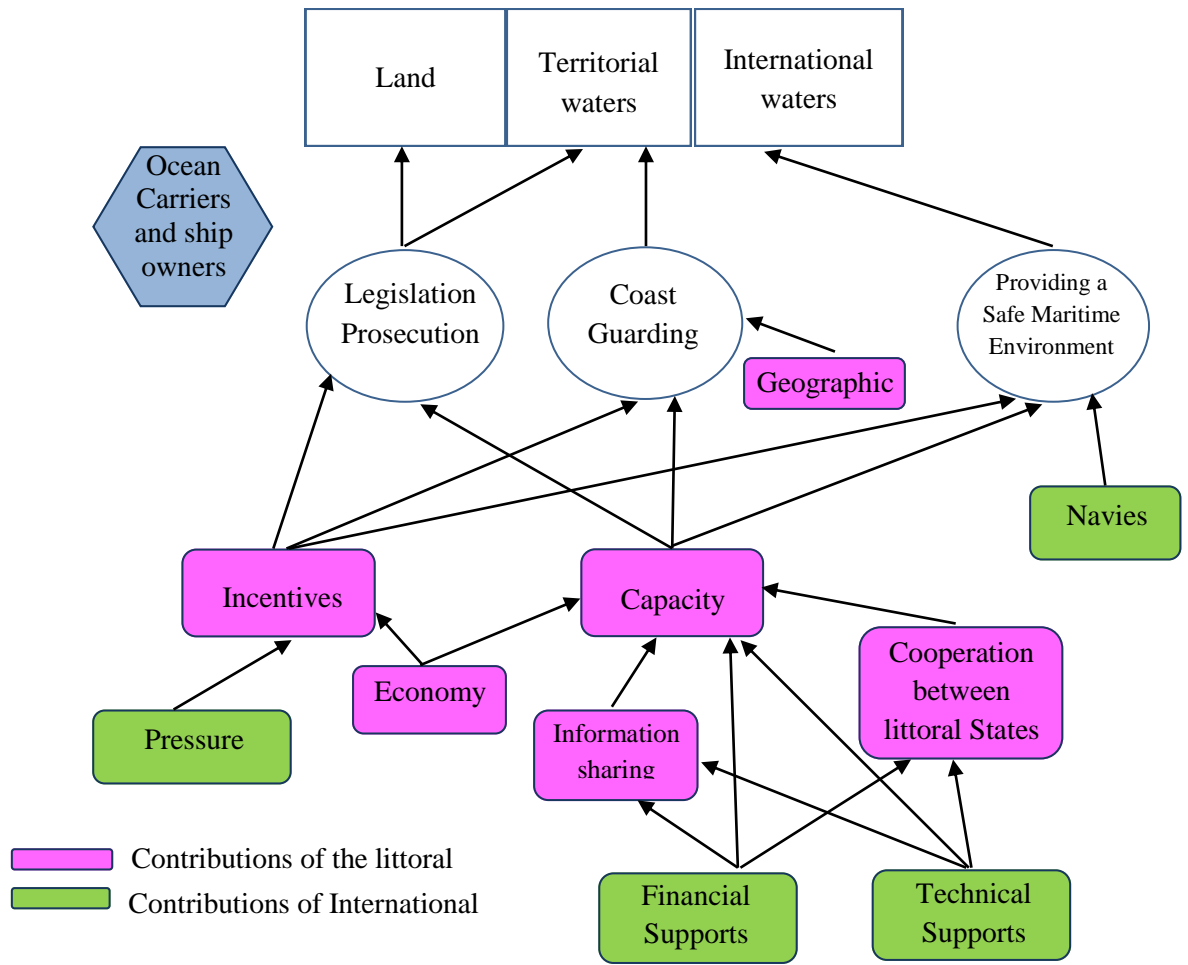 Land
Territorial
waters
International
waters
Ocean
Carriers
and ship
owners
Legislation
Prosecution
Coast
Guarding
Providing a
Safe Maritime
Environment
Geographic
Navies
Incentives
Capacity
Cooperation
between
littoral States
Economy
Pressure
Information
sharing
Contributions of the littoral
Contributions of International
Financial
Supports
Technical
Supports